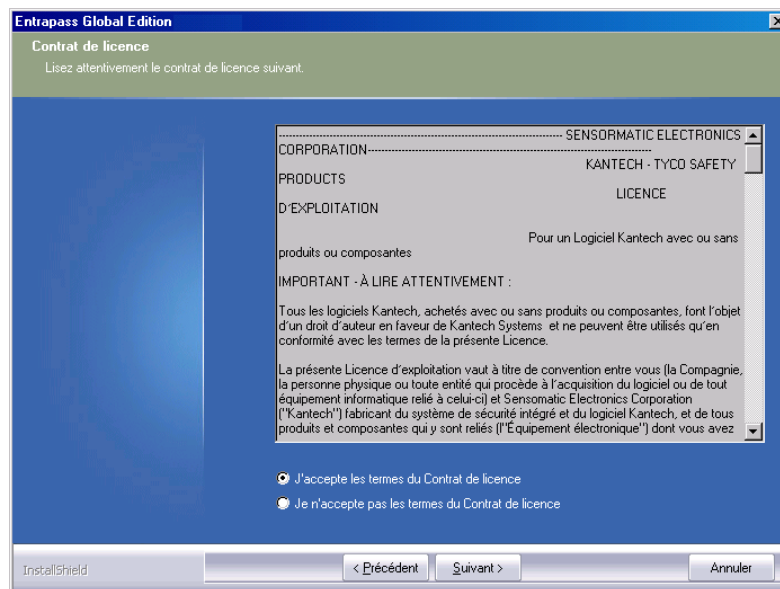 Entrapass Global Edition
Contrat de licence
Lisez attentivement le contrat de licence suivant.
------------------------------------------------------------------------ SENSORMATIC ELECTRONICS
CORPORATION------------------------------------------------------------------------
KANTECH - TYCO SAFETY
PRODUCTS
LICENCE
D'EXPLOITATION
Pour un Logiciel Kantech avec ou sans
produits ou composantes
IMPORTANT - À LIRE ATTENTIVEMENT :
Tous les logiciels Kantech, achetés avec ou sans produits ou composantes, font l'objet
d'un droit d'auteur en faveur de Kantech Systems et ne peuvent être utilisés qu'en
conformité avec les termes de la présente Licence.
La présente Licence d'exploitation vaut à titre de convention entre vous (la Compagnie,
la personne physique ou toute entité qui procède à l'acquisition du logiciel ou de tout
équipement informatique relié à celui-ci) et Sensomatic Electronics Corporation
("Kantech") fabricant du système de sécurité intégré et du logiciel Kantech, et de tous
produits et composantes qui y sont reliés (l'"Équipement électronique") dont vous avez
J'accepte les termes du Contrat de licence
Je n'accepte pas les termes du Contrat de licence
InstallShield
< Précédent
Suivant >
Annuler